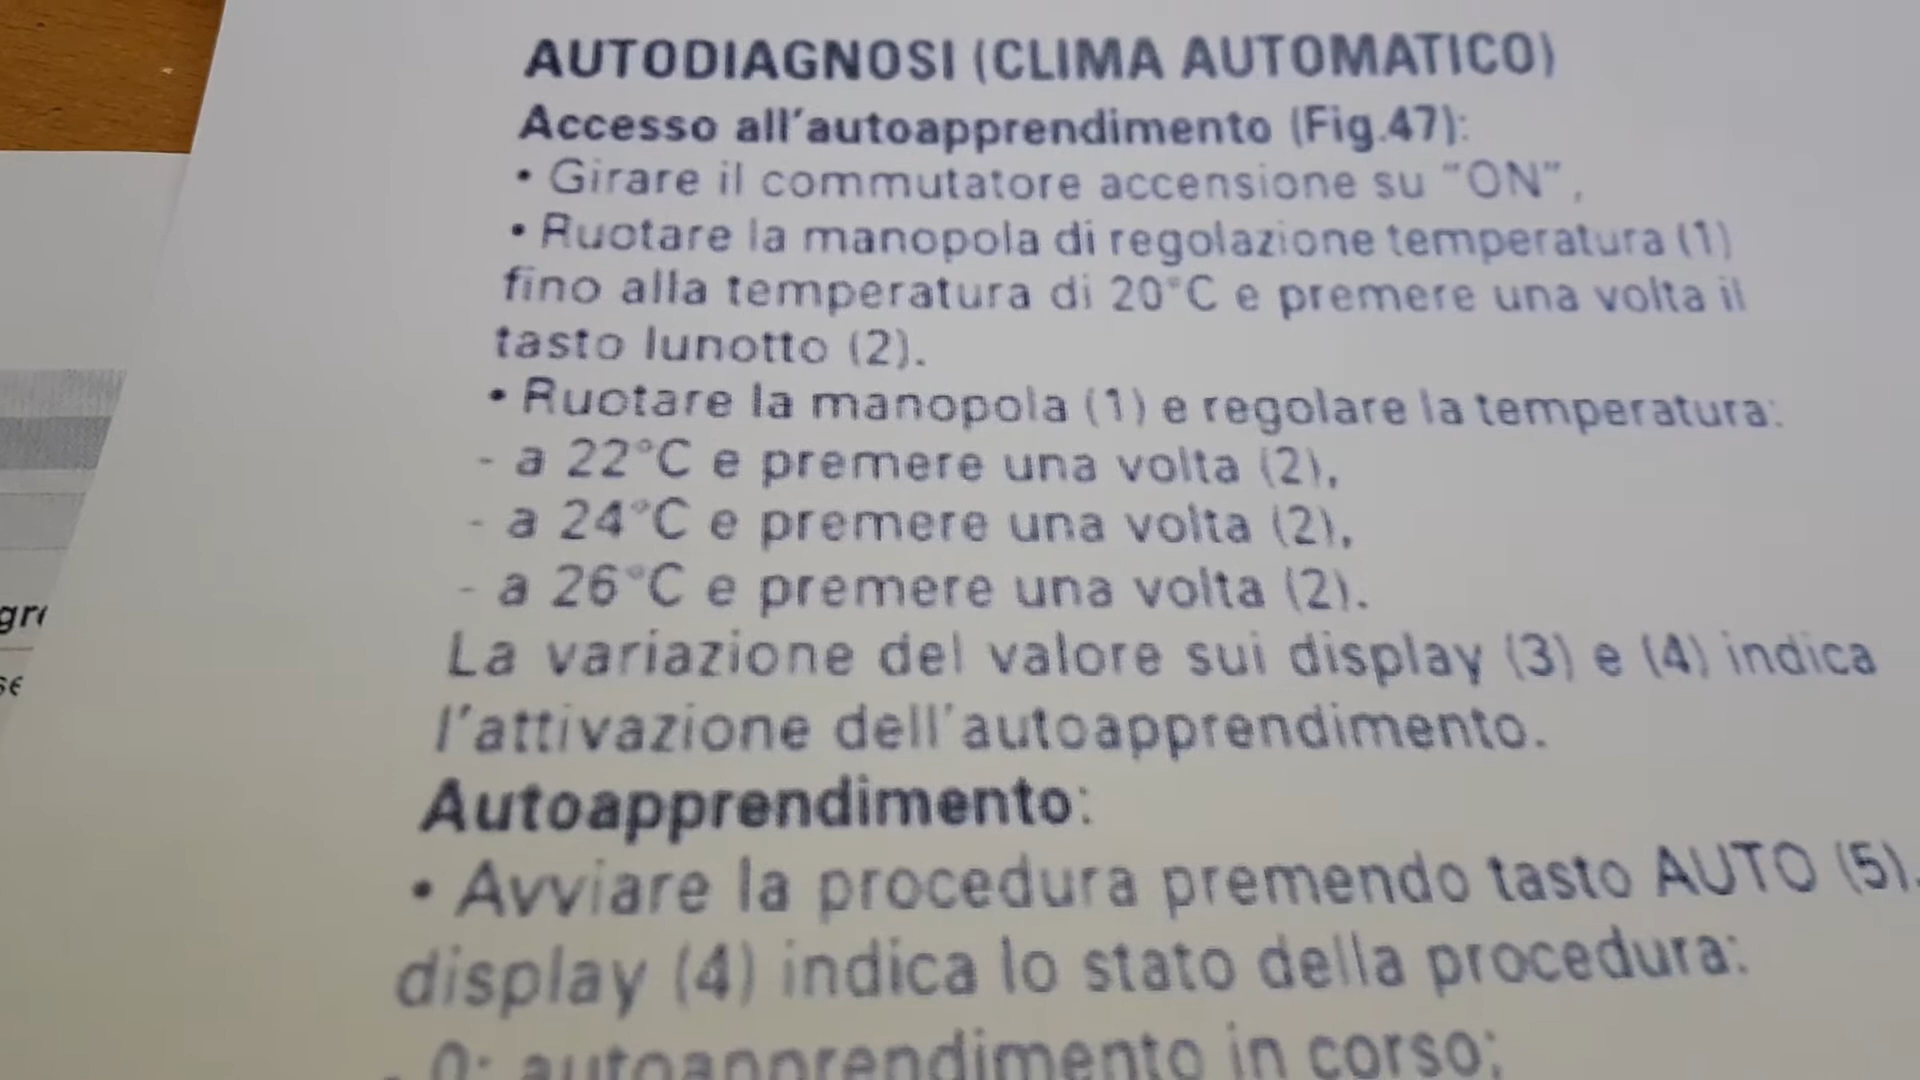 AUTODIAGNOSI (CLIMA AUTOMATICO)
Accesso all'autoapprendimento (Fig.47):
• Girare il commutatore accensione su "ON",
• Ruotare la manopola di regolazione temperatura (1)
fino alla temperatura di 20°C e premere una volta il
tasto lunotto (2).
• Ruotare la manopola (1) e regolare la temperatura:
- a 22°C e premere una volta (2),
- a 24°C e premere una volta (2),
- a 26°C e premere una volta (2).
La variazione del valore sui display (3) e (4) indica
l'attivazione dell'autoapprendimento.
Autoapprendimento:
• Avviare la procedura premendo tasto AUTO (5).
display (4) indica lo stato della procedura:
- 0: autoapprendimento in corso;